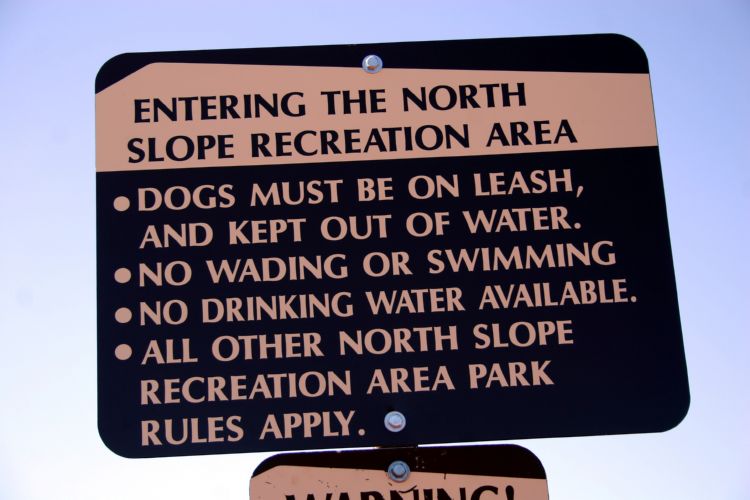 ENTERING THE NORTH
SLOPE RECREATION AREA
• DOGS MUST BE ON LEASH,
AND KEPT OUT OF WATER.
• NO WADING OR SWIMMING
• NO DRINKING WATER AVAILABLE.
• ALL OTHER NORTH SLOPE
RECREATION AREA PARK
RULES APPLY.
WARNING!